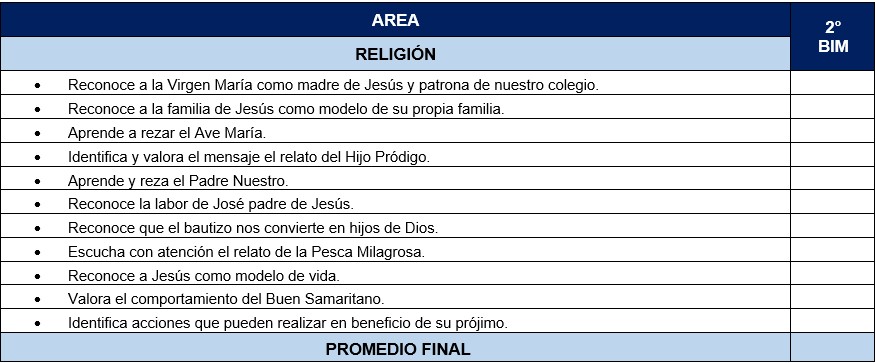 AREA
2°
BIM
RELIGIÓN
• Reconoce a la Virgen María como madre de Jesús y patrona de nuestro colegio.
• Reconoce a la familia de Jesús como modelo de su propia familia.
• Aprende a rezar el Ave María.
• Identifica y valora el mensaje el relato del Hijo Pródigo.
• Aprende y reza el Padre Nuestro.
• Reconoce la labor de José padre de Jesús.
• Reconoce que el bautizo nos convierte en hijos de Dios.
• Escucha con atención el relato de la Pesca Milagrosa.
• Reconoce a Jesús como modelo de vida.
• Valora el comportamiento del Buen Samaritano.
• Identifica acciones que pueden realizar en beneficio de su prójimo.
PROMEDIO FINAL